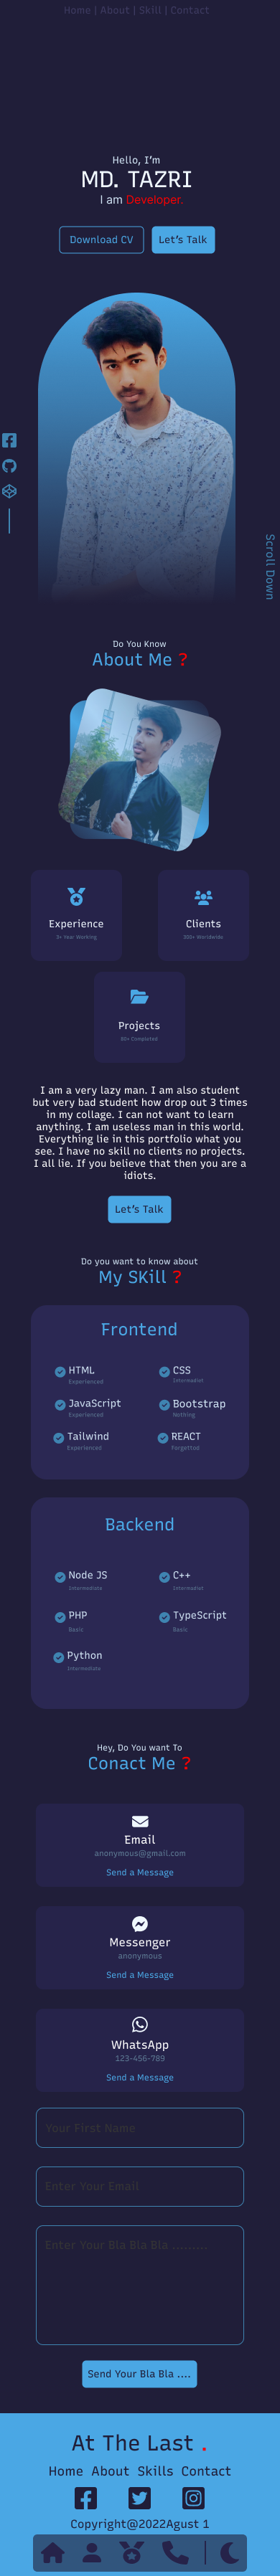 Home | About | Skill | Contact
Hello, I'm
MD. TAZRI
I am Developer.
Download CV
Let's Talk
Scroll Down
Do You Know
About Me ?
Experience
Clients
Projects
80+ Completed
I am a very lazy man. I am also student
but very bad student how drop out 3 times
in my collage. I can not want to learn
anything. I am useless man in this world.
Everything lie in this portfolio what you
see. I have no skill no clients no projects.
I all lie. If you believe that then you are a
idiots.
Let's Talk
Do you want to know about
My SKill ?
Frontend
HTML
Experienced
CSS
JavaScript
Experienced
Bootstrap
Nothing
Tailwind
Experienced
REACT
Backend
Node JS
Intermediate
C++
PHP
Basic
TypeScript
Basic
Python
Intermediate
Hey, Do You want To
Conact Me ?
Email
anonymous@gmail.com
Send a Message
Messenger
anonymous
Send a Message
WhatsApp
123-456-789
Send a Message
Your First Name
Enter Your Email
Enter Your Bla Bla Bla .........
Send Your Bla Bla ....
At The Last .
Home About Skills Contact
Copyright@2022Agust 1